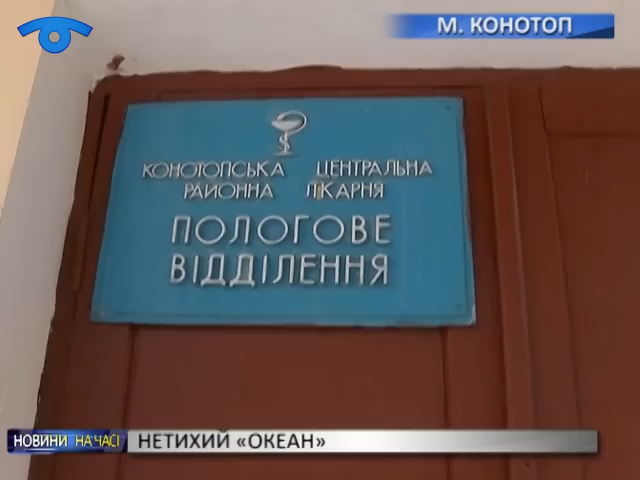 М. КОНОТОП
КОНОТОПСЬКА ЦЕНТРАЛЬНА
РАЙОННА ЛІКАРНЯ
ПОЛОГОВЕ
ВІДДІЛЕННЯ
НОВИНИ НА ЧАСІ
НЕТИХИЙ «ОКЕАН»